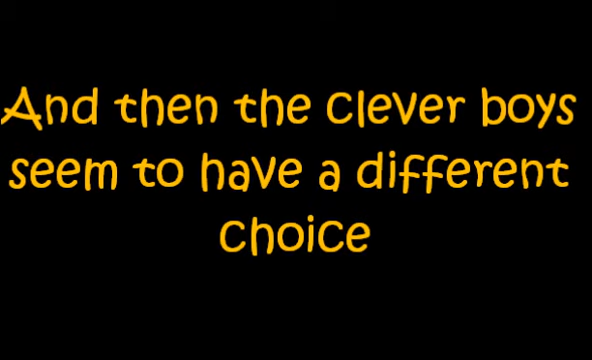 And then the clever boys
seem to have a different
choice